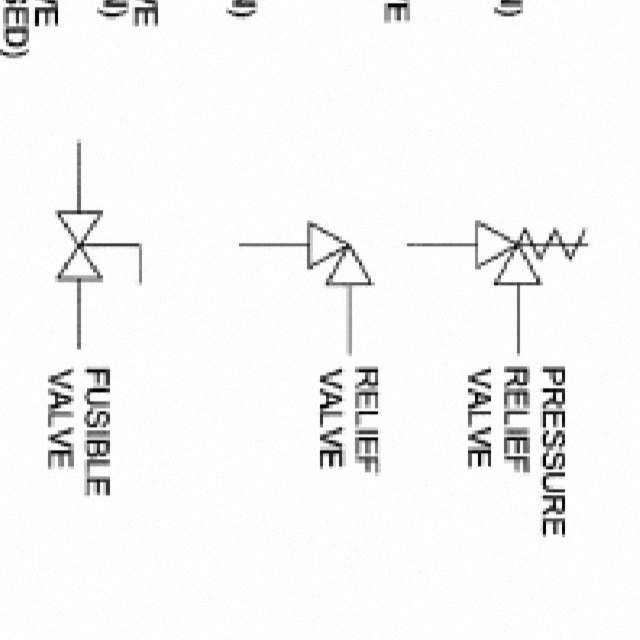 PRESSURE
RELIEF
VALVE
RELIEF
VALVE
FUSIBLE
VALVE